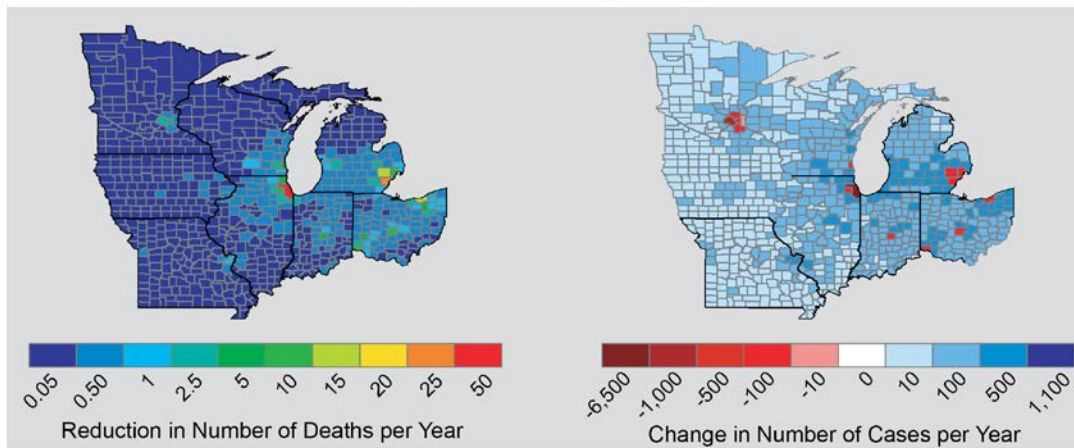 0.05 0.50 1 2.5 5 10 15 20 25 50
Reduction in Number of Deaths per Year
-6,500 -1,000 -500 -100 -10 0 10 100 500 1,100
Change in Number of Cases per Year